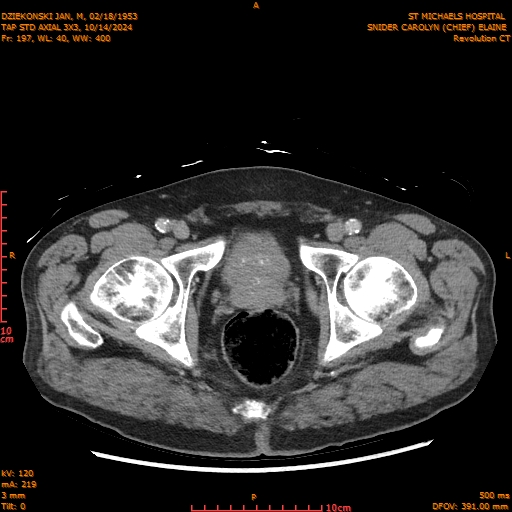 A
DZIEKONSKI JAN, M, 02/18/1953
TAP STD AXIAL 3X3, 10/14/2024
Fr: 197, WL: 40, WW: 400
ST MICHAELS HOSPITAL
SNIDER CAROLYN (CHIEF) ELAINE
Revolution CT
R
L
10
cm
kV: 120
mA: 219
3 mm
Tilt: 0
P
10cm
500 ms
DFOV: 391.00 mm